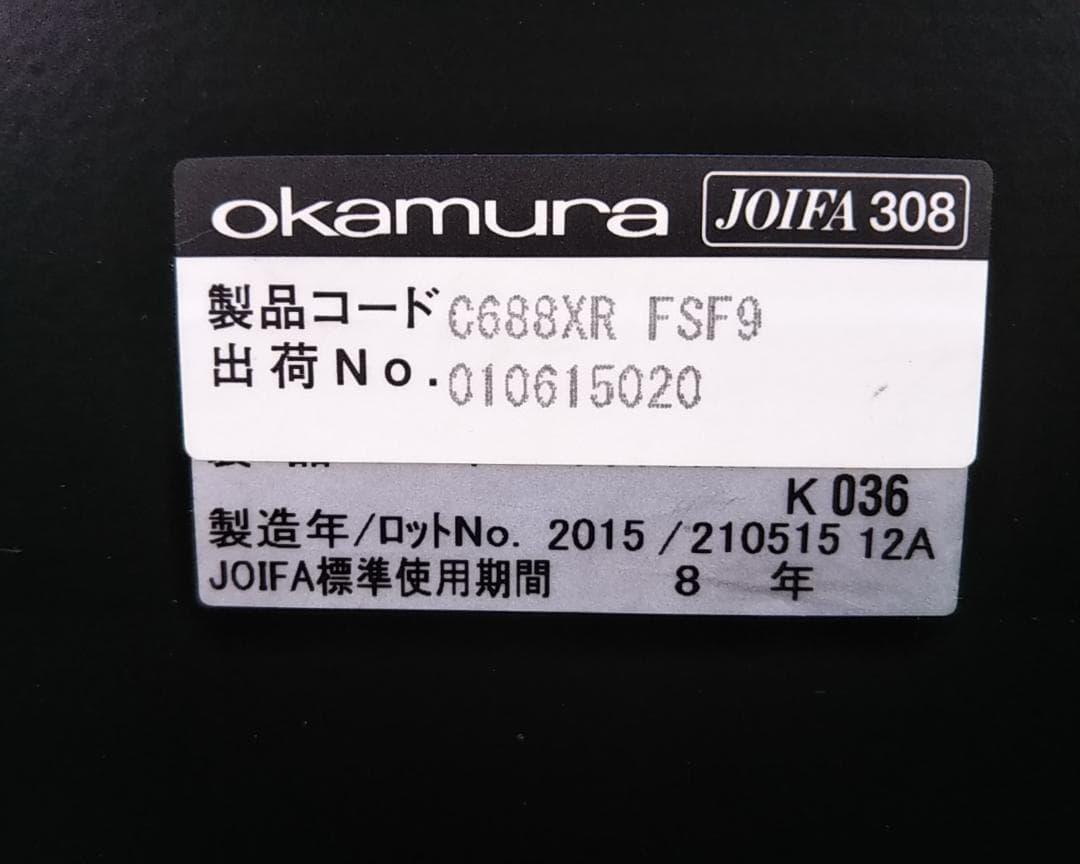 okamura JOIFA 308
製品コード C688XR FSF9
出荷No. 010615020
K 036
製造年/ロットNo. 2015 /210515 12A
JOIFA標準使用期間 8 年